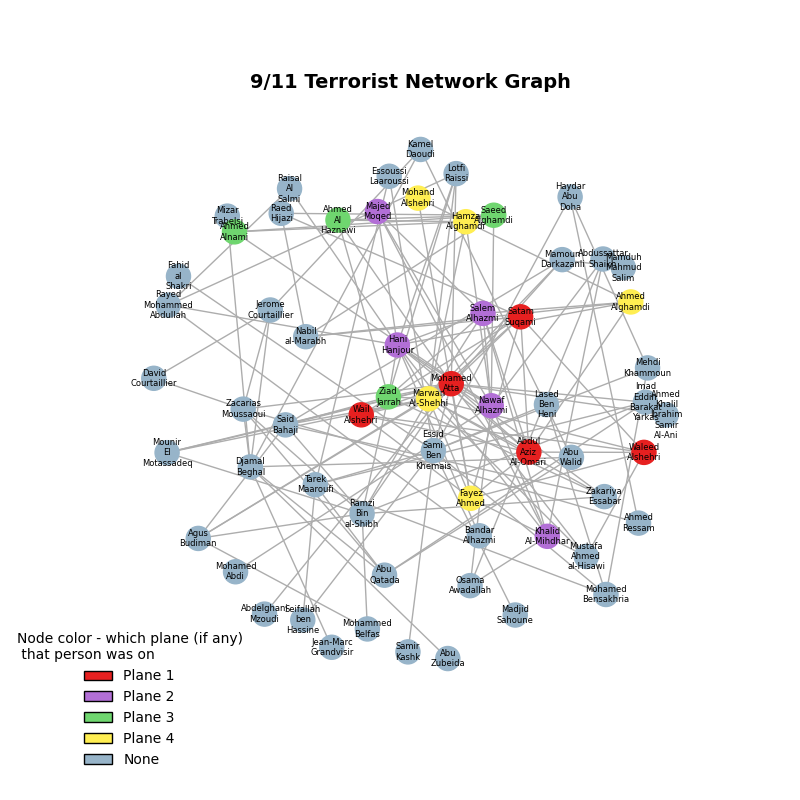 9/11 Terrorist Network Graph
Kamel
Daoudi
Essoussi
Laaroussi
Lotfi
Raissi
Raisal
Al
Salmi
Mohand
Alshehri
Haydar
Abu
Doha
Mizar
Trabelsi
Raed
Hijazi
Ahmed
Al
Haznawi
Majed
Moqed
Hamza
Alghamdi
Saeed
Alghamdi
Ahmed
Alnami
Mamoun
Darkazanli
Abdussattar
Shaikh
Mamduh
Mahmud
Salim
Fahid
al
Shakri
Rayed
Mohammed
Abdullah
Jerome
Courtaillier
Salem
Alhazmi
Satam
Suqami
Ahmed
Alghamdi
Nabil
al-Marabh
Hani
Hanjour
David
Courtaillier
Mohamed
Atta
Mehdi
Khammoun
Ziad
Jarrah
Marwan
Al-Shehhi
Nawaf
Alhazmi
Lased
Ben
Heni
Imad
Eddin
Barakat
Yarkas
Ahmed
Khalil
Ibrahim
Samir
Al-Ani
Zacarias
Moussaoui
Wail
Alshehri
Said
Bahaji
Mounir
El
Motassadeq
Essid
Sami
Ben
Khemais
Abdul
Aziz
Al-Omari
Abu
Walid
Waleed
Alshehri
Djamal
Beghal
Tarek
Maaroufi
Fayez
Ahmed
Zakariya
Essabar
Ramzi
Bin
al-Shibh
Ahmed
Ressam
Agus
Budiman
Bandar
Alhazmi
Khalid
Al-Mihdhar
Mustafa
Ahmed
al-Hisawi
Mohamed
Abdi
Abu
Qatada
Osama
Awadallah
Mohamed
Bensakhria
Abdelghani
Mzoudi
Seifallah
ben
Hassine
Madjid
Sahoune
Mohammed
Belfas
Jean-Marc
Grandvisir
Samir
Kashk
Abu
Zubeida
Node color - which plane (if any)
that person was on
Plane 1
Plane 2
Plane 3
Plane 4
None